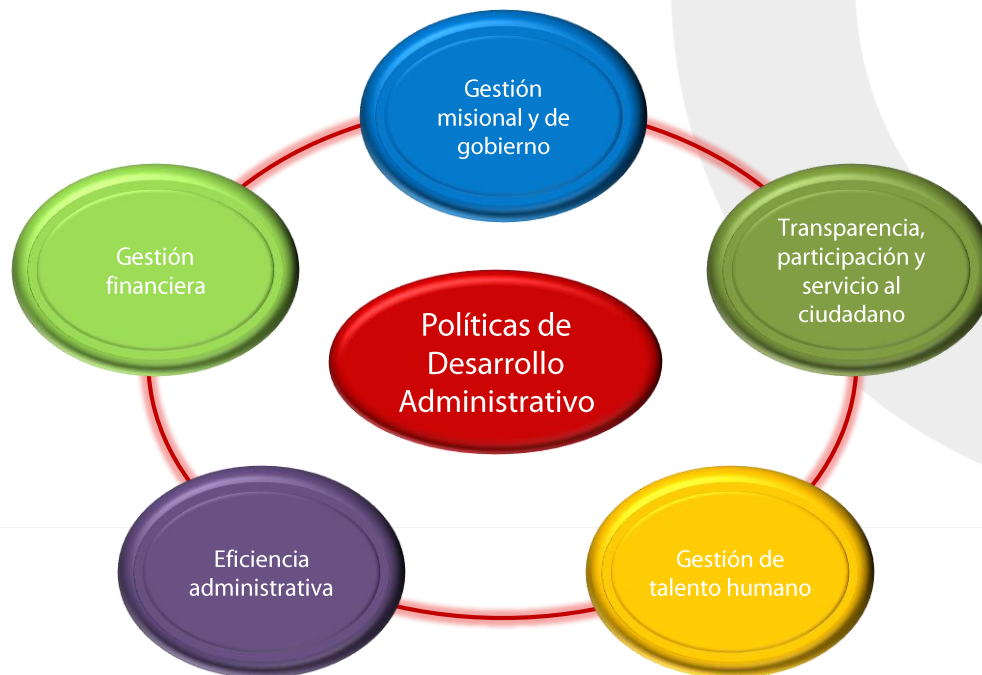 Gestión
misional y de
gobierno
Transparencia,
participación y
servicio al
ciudadano
Gestión
financiera
Políticas de
Desarrollo
Administrativo
Eficiencia
administrativa
Gestión de
talento humano